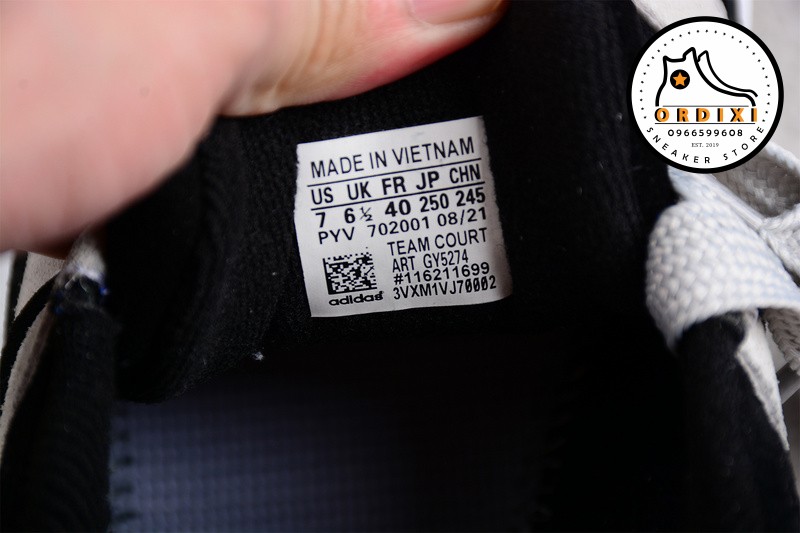 MADE IN VIETNAM
US UK FR JP CHN
7 6½ 40 250 245
PYV 702001 08/21
TEAM COURT
ART GY5274
#116211699
3VXM1VJ70002
adidas
ORDIXI
0966599608
EST. 2019
SNEAKER STORE